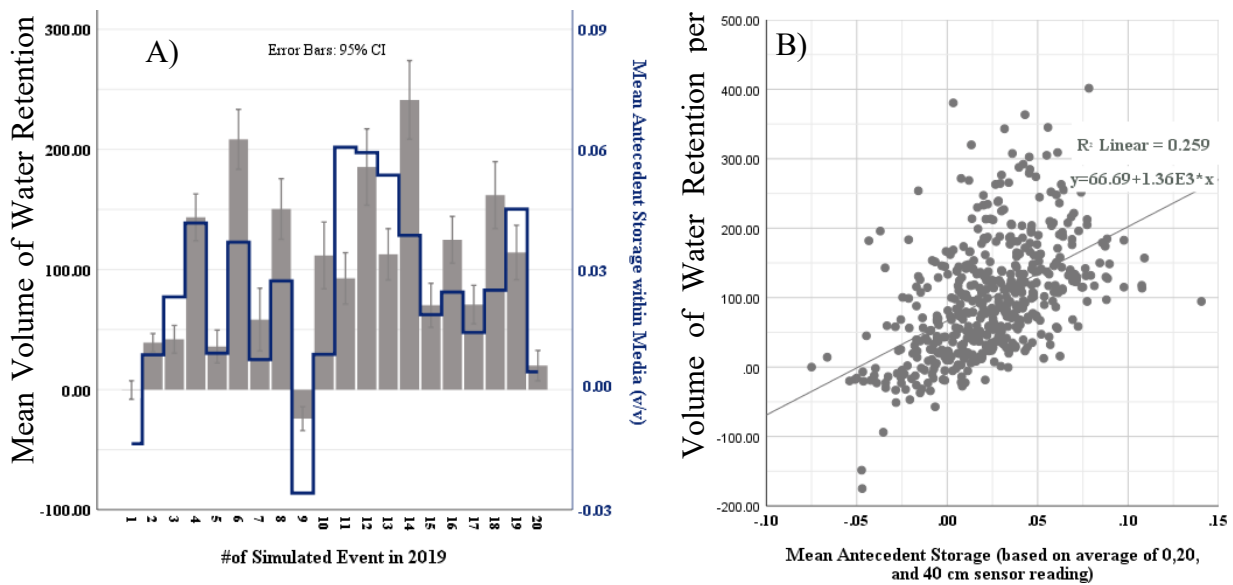 A)
Error Bars: 95% CI
Mean Volume of Water Retention
300.00
200.00
100.00
0.00
-100.00
0.09
0.06
0.03
0.00
-0.03
Mean Antecedent
Storage within Media (v/v)
1 2 3 4 5 6 7 8 9 10 11 12 13 14 15 16 17 18 19 20
#of Simulated Event in 2019
B)
Volume of Water Retention per
500.00
400.00
300.00
200.00
100.00
.00
-100.00
-200.00
R² Linear = 0.259
y=66.69+1.36E3*x
-.10 -.05 .00 .05 .10 .15
Mean Antecedent Storage (based on average of 0,20,
and 40 cm sensor reading)